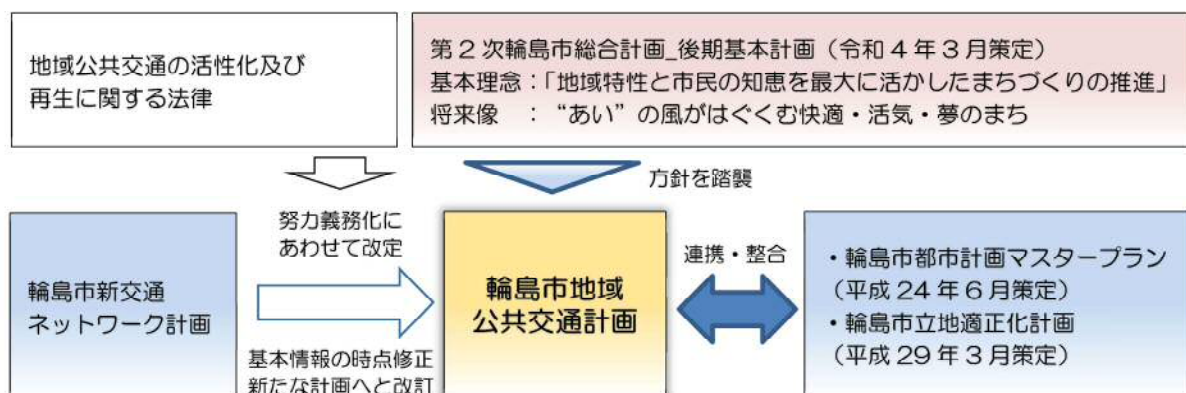 地域公共交通の活性化及び
再生に関する法律
第2次輪島市総合計画_後期基本計画（令和4年3月策定）
基本理念：「地域特性と市民の知恵を最大に活かしたまちづくりの推進」
将来像　：　“あい”の風がはぐくむ快適・活気・夢のまち
方針を踏襲
努力義務化に
あわせて改定
輪島市新交通
ネットワーク計画
基本情報の時点修正
新たな計画へと改訂
輪島市地域
公共交通計画
連携・整合
・輪島市都市計画マスタープラン
（平成24年6月策定）
・輪島市立地適正化計画
（平成29年3月策定）